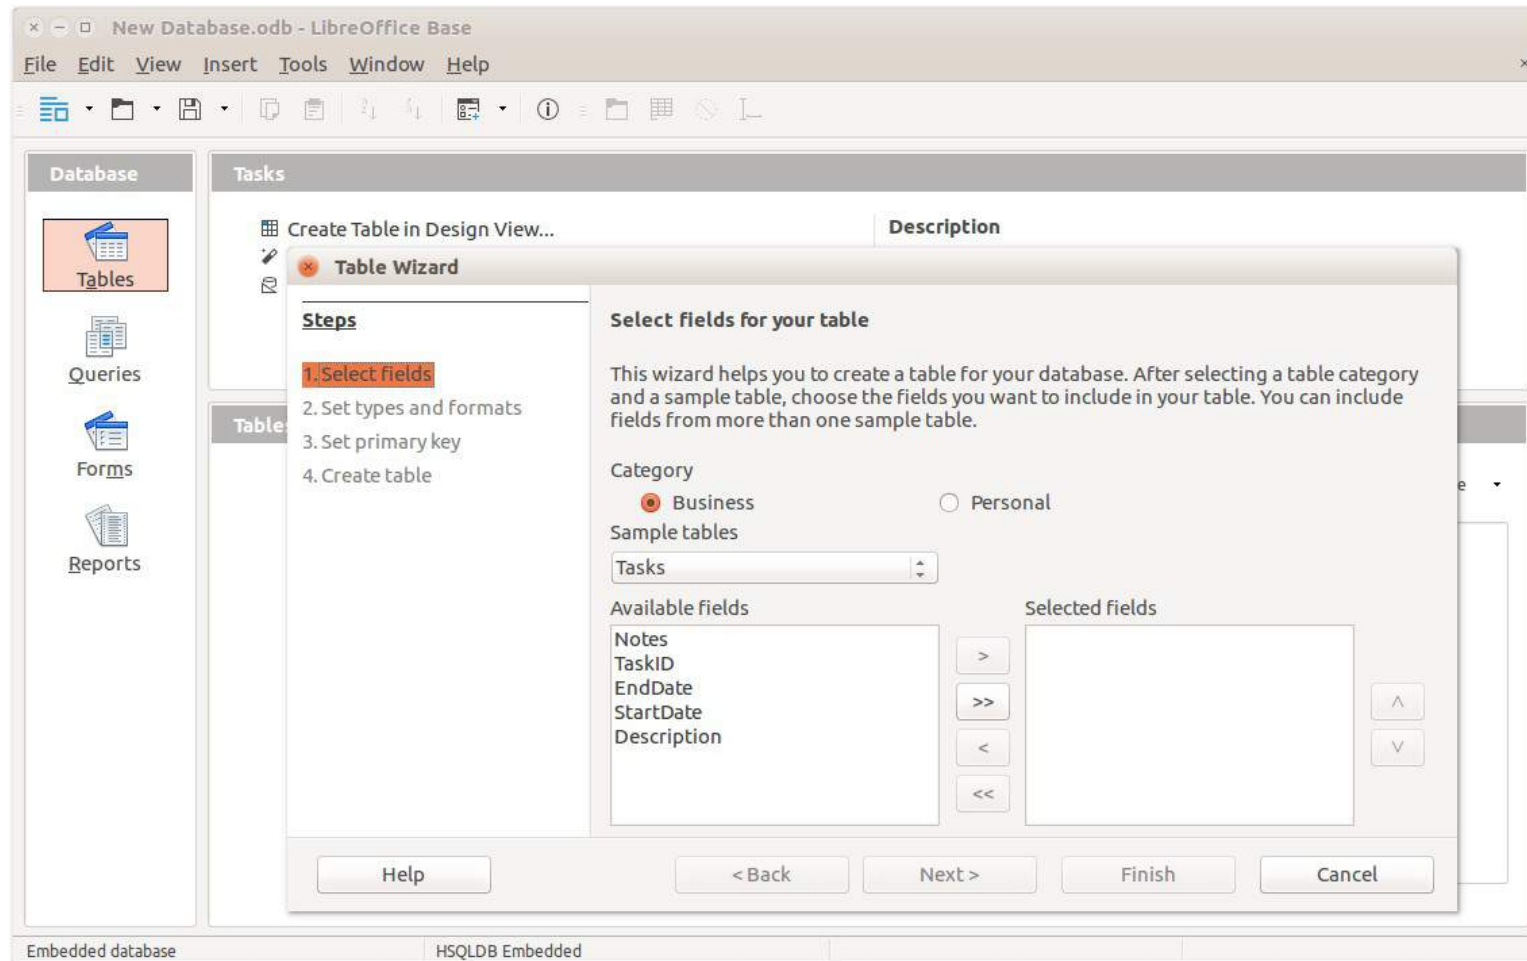 New Database.odb - LibreOffice Base
File Edit View Insert Tools Window Help
Database
Tasks
Tables
Queries
Forms
Reports
Create Table in Design View...
Description
Table Wizard
Steps
1. Select fields
2. Set types and formats
3. Set primary key
4. Create table
Select fields for your table
This wizard helps you to create a table for your database. After selecting a table category
and a sample table, choose the fields you want to include in your table. You can include
fields from more than one sample table.
Category
Business Personal
Sample tables
Tasks
Available fields Selected fields
Notes
TaskID
EndDate
StartDate
Description
>
>>
<
<<
Help < Back Next > Finish Cancel
Tables
Embedded database HSQLDB Embedded